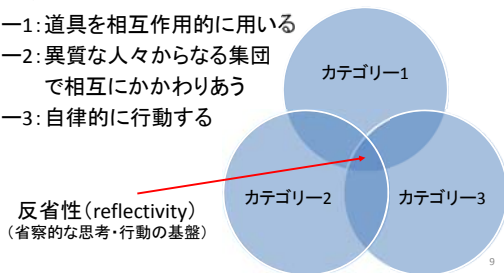 ー1:道具を相互作用的に用いる
ー2:異質な人々からなる集団
で相互にかかわりあう
ー3:自律的に行動する
カテゴリー1
カテゴリー2
カテゴリー3
反省性(reflectivity)
(省察的な思考・行動の基盤)
9